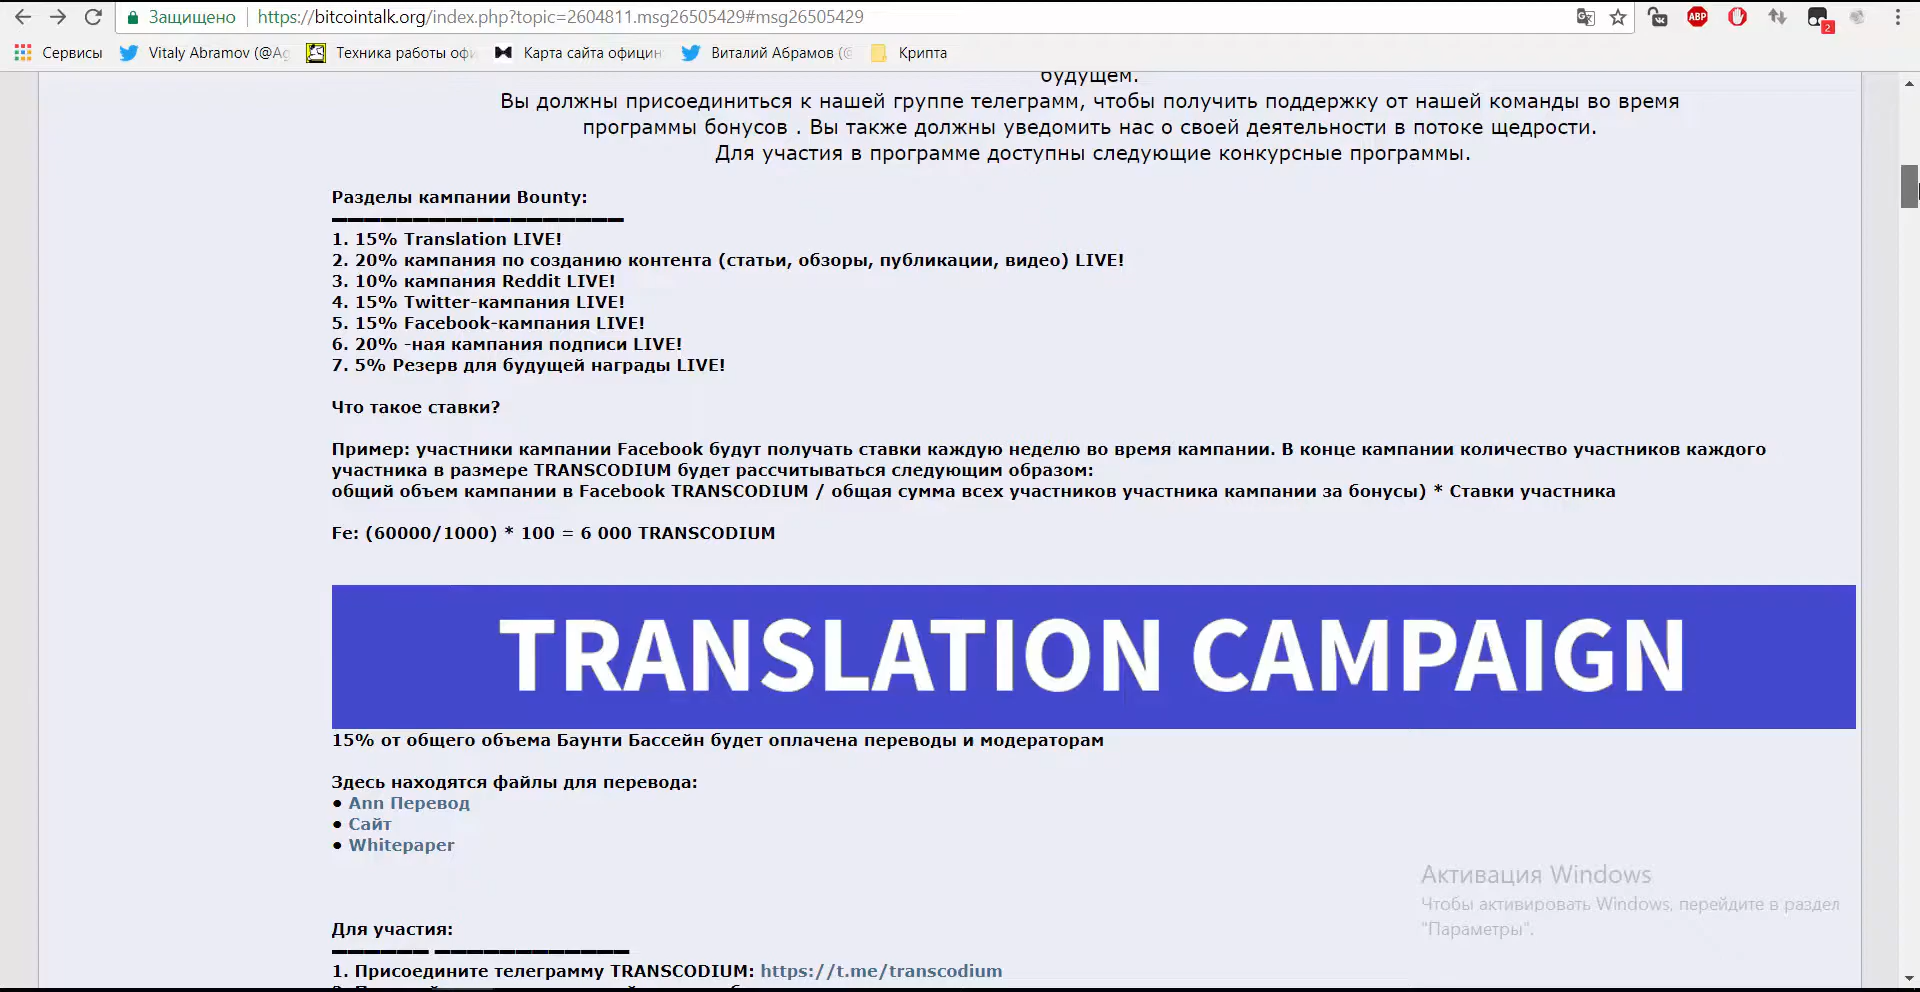 Защищено
https://bitcointalk.org/index.php?topic=2604811.msg26505429#msg26505429
ABP
2
Сервисы
Vitaly Abramov (@Ag
Техника работы офи
Карта сайта официн
Виталий Абрамов (@
Крипта
будущем.
Вы должны присоединиться к нашей группе телеграмм, чтобы получить поддержку от нашей команды во время
программы бонусов . Вы также должны уведомить нас о своей деятельности в потоке щедрости.
Для участия в программе доступны следующие конкурсные программы.
Разделы кампании Bounty:
1. 15% Translation LIVE!
2. 20% кампания по созданию контента (статьи, обзоры, публикации, видео) LIVE!
3. 10% кампания Reddit LIVE!
4. 15% Twitter-кампания LIVE!
5. 15% Facebook-кампания LIVE!
6. 20% -ная кампания подписи LIVE!
7. 5% Резерв для будущей награды LIVE!
Что такое ставки?
Пример: участники кампании Facebook будут получать ставки каждую неделю во время кампании. В конце кампании количество участников каждого
участника в размере TRANSCODIUM будет рассчитываться следующим образом:
общий объем кампании в Facebook TRANSCODIUM / общая сумма всех участников участника кампании за бонусы) * Ставки участника
Fe: (60000/1000) * 100 = 6 000 TRANSCODIUM
TRANSLATION CAMPAIGN
15% от общего объема Баунти Бассейн будет оплачена переводы и модераторам
Здесь находятся файлы для перевода:
● Ann Перевод
● Сайт
● Whitepaper
Активация Windows
Чтобы активировать Windows, перейдите в раздел
"Параметры".
Для участия:
1. Присоедините телеграмму TRANSCODIUM: https://t.me/transcodium